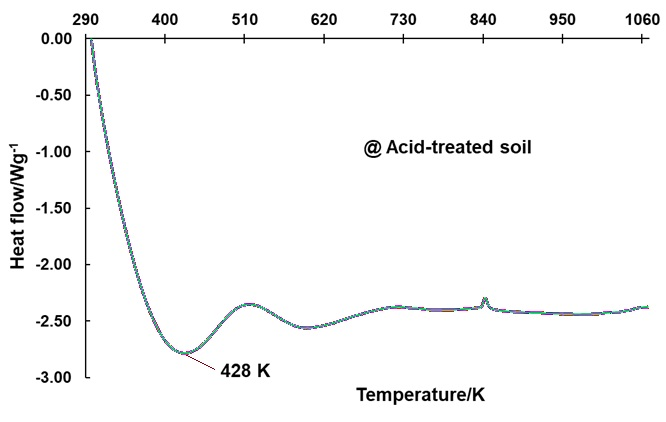 290 400 510 620 730 840 950 1060
0.00
-0.50
-1.00
-1.50
-2.00
-2.50
-3.00
Heat flow/Wg⁻¹
@ Acid-treated soil
428 K
Temperature/K